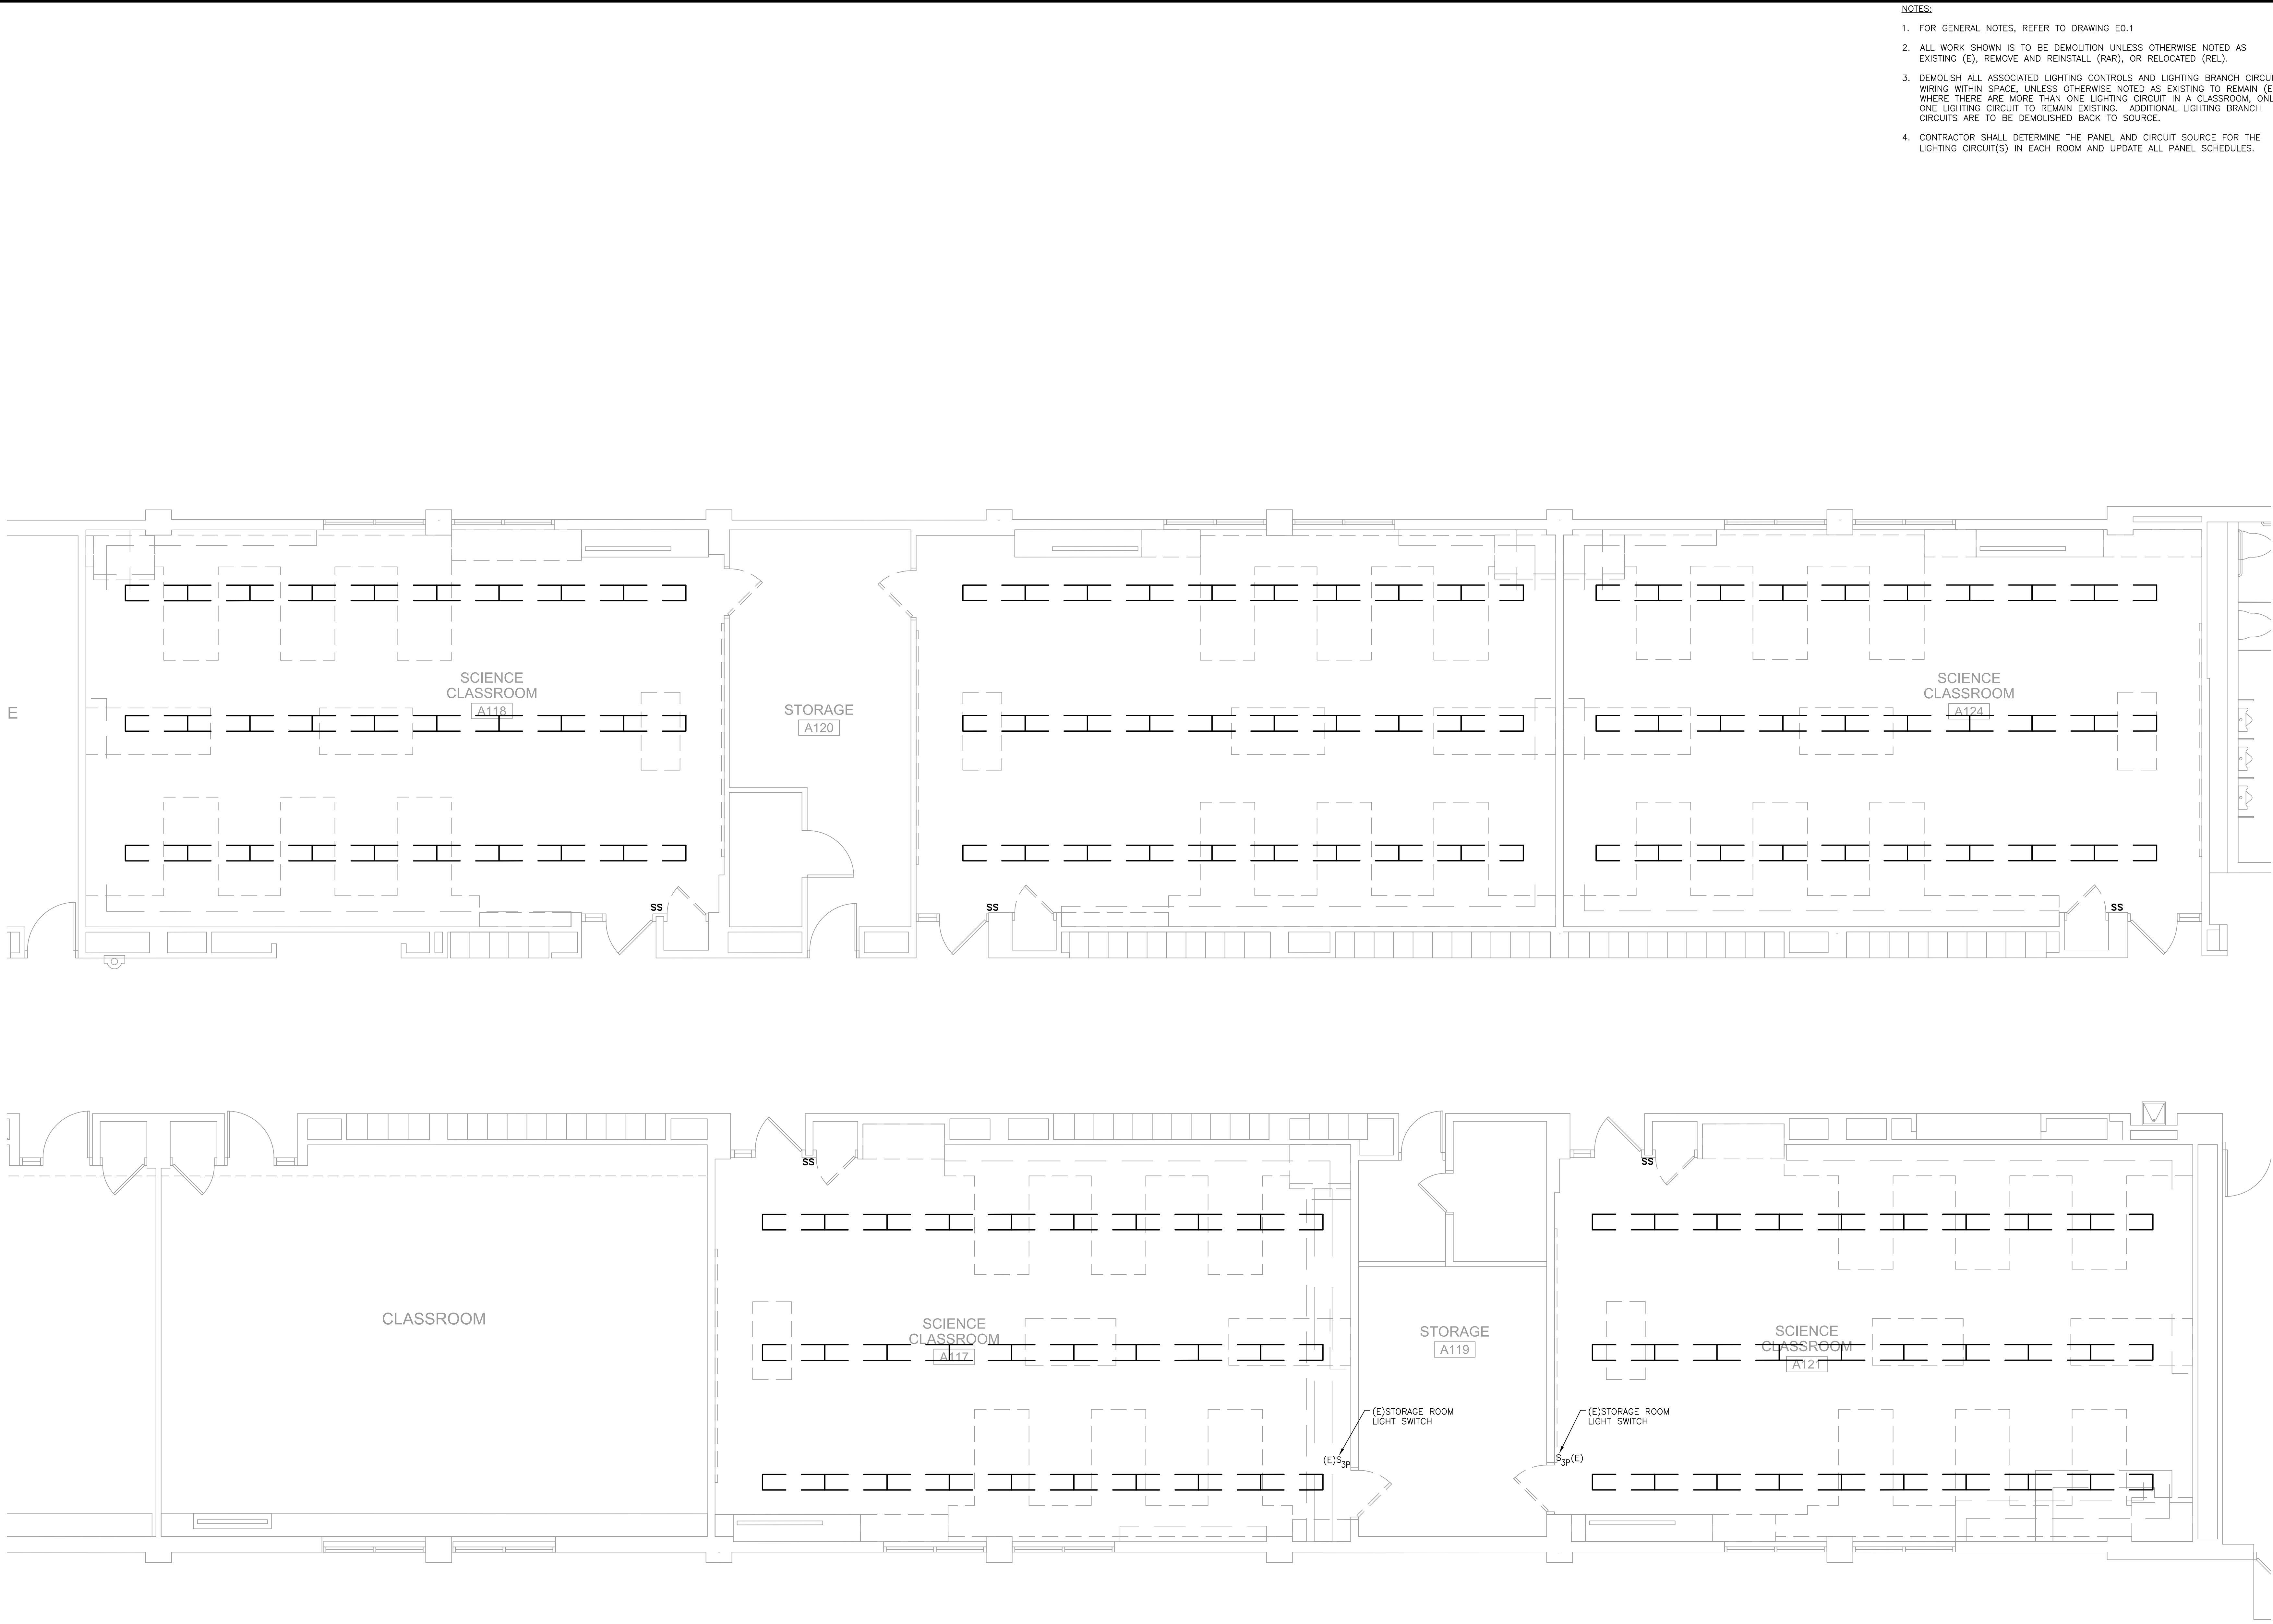 NOTES:
1. FOR GENERAL NOTES, REFER TO DRAWING E0.1
2. ALL WORK SHOWN IS TO BE DEMOLITION UNLESS OTHERWISE NOTED AS
EXISTING (E), REMOVE AND REINSTALL (RAR), OR RELOCATED (REL).
3. DEMOLISH ALL ASSOCIATED LIGHTING CONTROLS AND LIGHTING BRANCH
WIRING WITHIN SPACE, UNLESS OTHERWISE NOTED AS EXISTING TO REMAIN (E
WHERE THERE ARE MORE THAN ONE LIGHTING CIRCUIT IN A CLASSROOM,
ONE LIGHTING CIRCUIT TO REMAIN EXISTING. ADDITIONAL LIGHTING BRANCH
CIRCUITS ARE TO BE DEMOLISHED BACK TO SOURCE.
4. CONTRACTOR SHALL DETERMINE THE PANEL AND CIRCUIT SOURCE FOR THE
LIGHTING CIRCUIT(S) IN EACH ROOM AND UPDATE ALL PANEL SCHEDULES.
E
SCIENCE
CLASSROOM
A118
STORAGE
A120
SCIENCE
CLASSROOM
A124
SS
SS
SS
SS
SS
CLASSROOM
SCIENCE
CLASSROOM
A117
STORAGE
A119
SCIENCE
CLASSROOM
A121
(E)STORAGE ROOM
LIGHT SWITCH
(E)S3P
(E)STORAGE ROOM
LIGHT SWITCH
S3P(E)